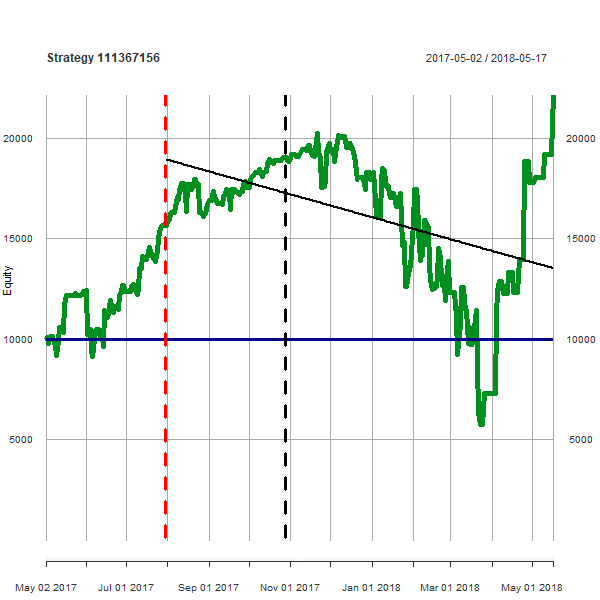 Strategy 111367156
2017-05-02 / 2018-05-17
20000
20000
15000
15000
Equity
10000
10000
5000
5000
May 02 2017
Jul 01 2017
Sep 01 2017
Nov 01 2017
Jan 01 2018
Mar 01 2018
May 01 2018